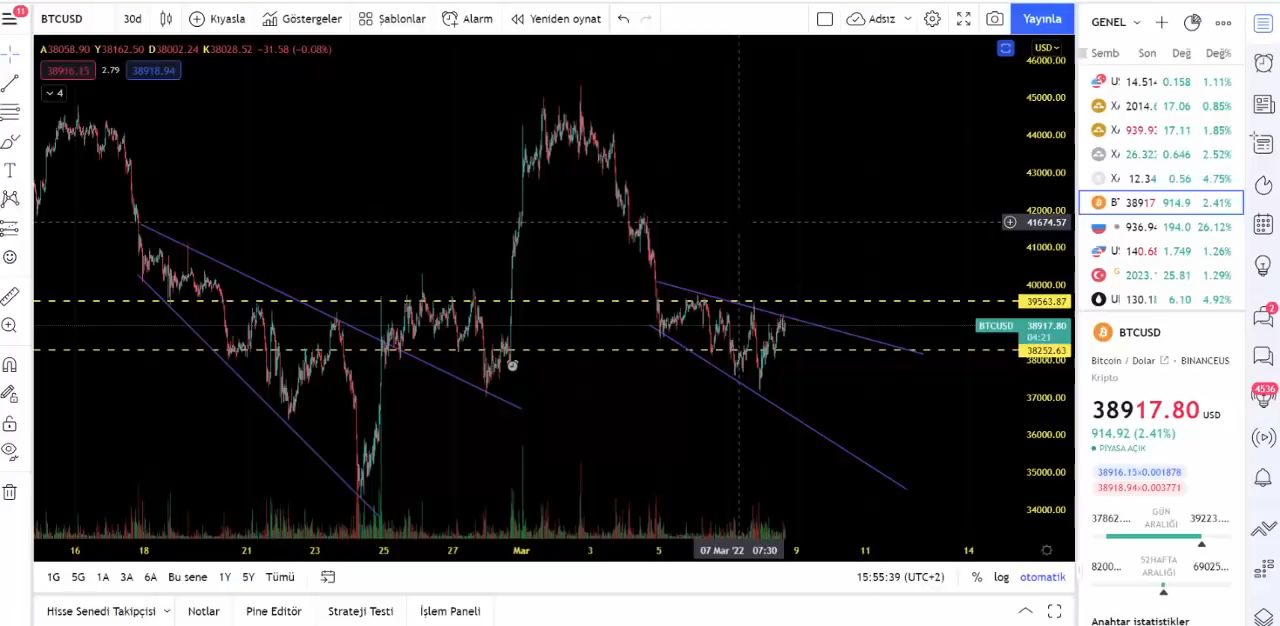 11
BTCUSD 30d Kıyasla Göstergeler Şablonlar Alarm Yeniden oynat Adsız Yayınla
A38058.90 Y38162.50 D38002.24 K38028.52 −31.58 (−0.08%)
38916.15 2.79 38918.94
4
USD
46000.00
45000.00
44000.00
43000.00
42000.00
41674.57
41000.00
40000.00
39563.87
BTCUSD 38917.80
04:21
38252.63
38000.00
37000.00
36000.00
35000.00
34000.00
16 18 21 23 25 27 Mar 3 5 07 Mar '22 07:30 9 11 14
1G 5G 1A 3A 6A Bu sene 1Y 5Y Tümü 15:55:39 (UTC+2) % log otomatik
Hisse Senedi Takipçisi Notlar Pine Editör Strateji Testi İşlem Paneli
GENEL
Semb Son Değ Değ%
14.514 0.158 1.11%
2014.6 17.06 0.85%
939.93 17.11 1.85%
26.322 0.646 2.52%
12.34 0.56 4.75%
38917 914.9 2.41%
936.94 194.0 26.12%
140.68 1.749 1.26%
2023. 25.81 1.29%
130.18 6.10 4.92%
BTCUSD
Bitcoin / Dolar • BINANCEUS
Kripto
38917.80 USD
914.92 (2.41%)
PİYASA AÇIK
38916.15×0.001878
38918.94×0.003771
37862.... GÜN ARALIĞI 39223....
8200... 52HAFTA ARALIĞI 69025...
Anahtar istatistikler
2
4536